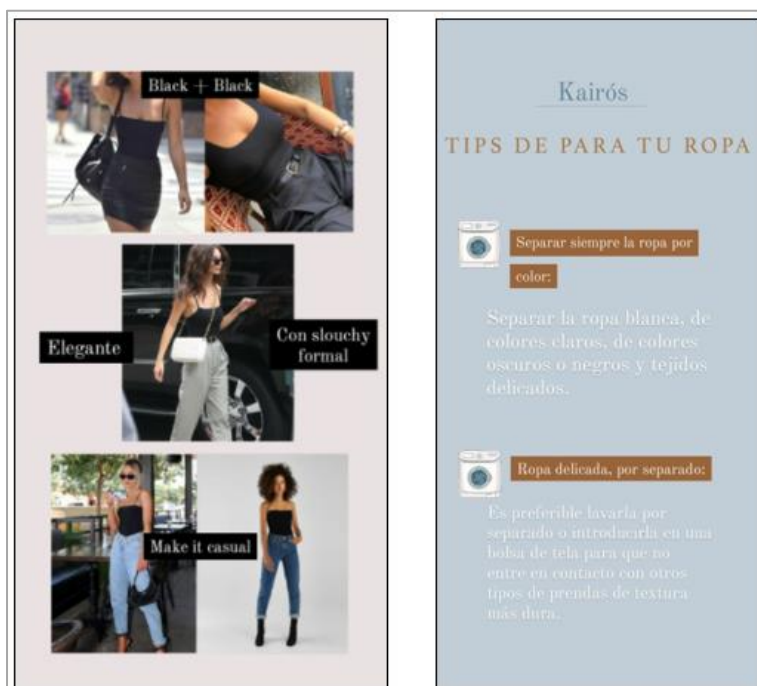 Black + Black
Elegante
Con slouchy
formal
Make it casual
Kairós
TIPS DE PARA TU ROPA
Separar siempre la ropa por
color:
Separar la ropa blanca, de
colores claros, de colores
oscuros o negros y tejidos
delicados.
Ropa delicada, por separado:
Es preferible lavarla por
separado o introducirla en una
bolsa de tela para que no
entre en contacto con otros
tipos de prendas de textura
más dura.